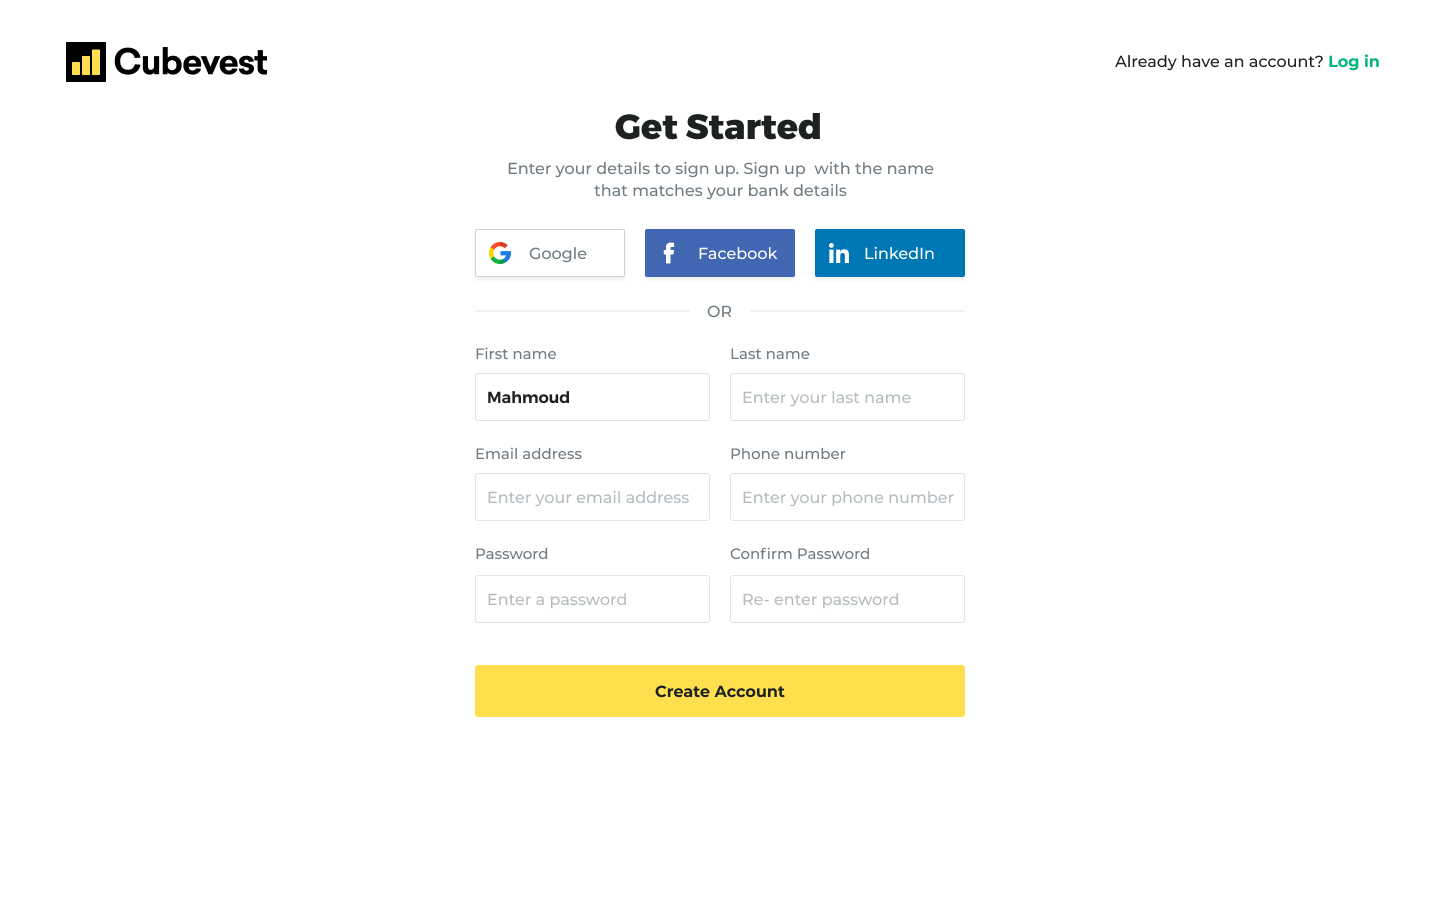 Cubevest
Already have an account? Log in
Get Started
Enter your details to sign up. Sign up  with the name
that matches your bank details
Google
Facebook
LinkedIn
OR
First name
Last name
Mahmoud
Enter your last name
Email address
Phone number
Enter your email address
Enter your phone number
Password
Confirm Password
Enter a password
Re- enter password
Create Account